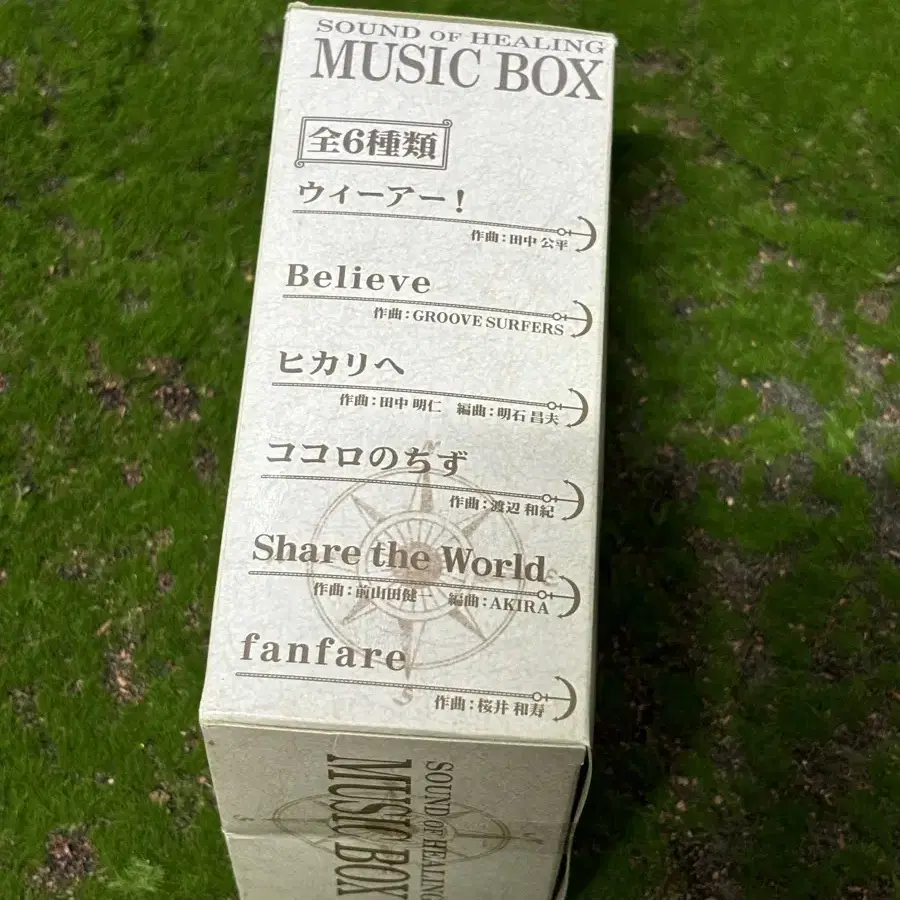 SOUND OF HEALING
MUSIC BOX
全6種類
ウィーアー!
作曲:田中 公平
Believe
作曲:GROOVE SURFERS
ヒカリへ
作曲:田中 明仁　編曲:明石 昌夫
ココロのちず
作曲:渡辺 和紀
Share the World
作曲:前山田健一　編曲:AKIRA
fanfare
作曲:桜井 和寿
SOUND OF HEALING
MUSIC BOX